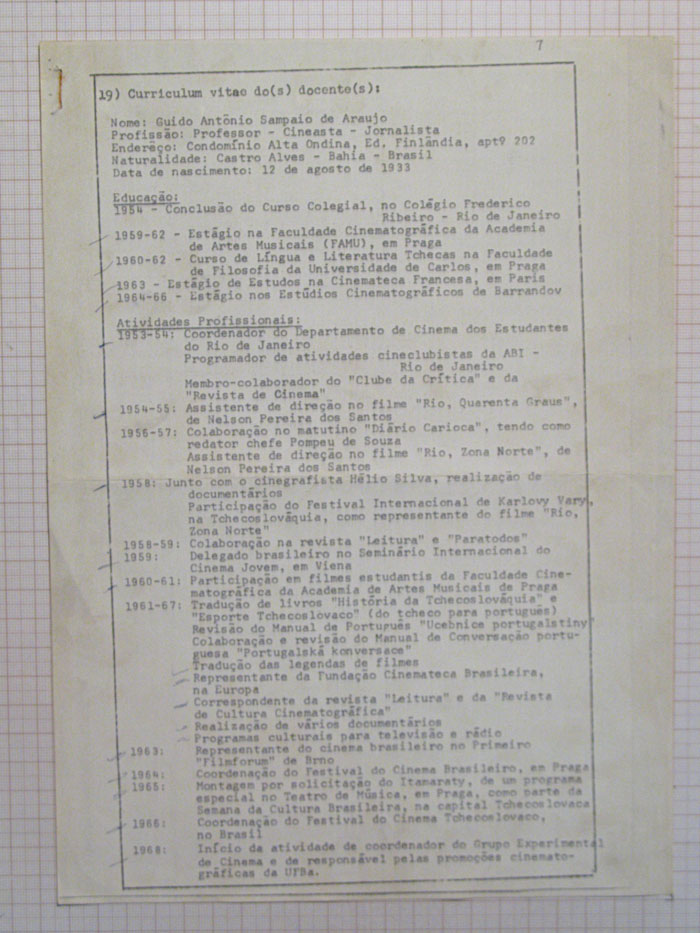 7
19) Curriculum vitae do(s) docente(s):
Nome: Guido Antônio Sampaio de Araujo
Profissão: Professor - Cineasta - Jornalista
Enderêço: Condomínio Alta Ondina, Ed. Finlândia, aptº 202
Naturalidade: Castro Alves - Bahia - Brasil
Data de nascimento: 12 de agosto de 1933
Educação:
1954 - Conclusão do Curso Colegial, no Colégio Frederico
Ribeiro - Rio de Janeiro
1959-62 - Estágio na Faculdade Cinematográfica da Academia
de Artes Musicais (FAMU), em Praga
1960-62 - Curso de Língua e Literatura Tchecas na Faculdade
de Filosofia da Universidade de Carlos, em Praga
1963 - Estágio de Estudos na Cinemateca Francesa, em Paris
1964-66 - Estágio nos Estúdios Cinematográficos de Barrandov
Atividades Profissionais:
1953-54: Coordenador do Departamento de Cinema dos Estudantes
do Rio de Janeiro
Programador de atividades cineclubistas da ABI -
Rio de Janeiro
Membro-colaborador do "Clube da Crítica" e da
"Revista de Cinema"
1954-55: Assistente de direção no filme "Rio, Quarenta Graus",
de Nelson Pereira dos Santos
1956-57: Colaboração no matutino "Diário Carioca", tendo como
redator chefe Pompeu de Souza
Assistente de direção no filme "Rio, Zona Norte", de
Nelson Pereira dos Santos
1958: Junto com o cinegrafista Hélio Silva, realização de
documentários
Participação do Festival Internacional de Karlovy Vary,
na Tchecoslováquia, como representante do filme "Rio,
Zona Norte"
1958-59: Colaboração na revista "Leitura" e "Paratodos"
1959: Delegado brasileiro no Seminário Internacional do
Cinema Jovem, em Viena
1960-61: Participação em filmes estudantis da Faculdade Cine-
matográfica da Academia de Artes Musicais de Praga
1961-67: Tradução de livros "História da Tchecoslováquia" e
"Esporte Tchecoslovaco" (do tcheco para português)
Revisão do Manual de Português "Ucebnice portugalstiny"
Colaboração e revisão do Manual de Conversação portu-
guesa "Portugalská konversace"
Tradução das legendas de filmes
Representante da Fundação Cinemateca Brasileira,
na Europa
Correspondente da revista "Leitura" e da "Revista
de Cultura Cinematográfica"
Realização de vários documentários
Programas culturais para televisão e rádio
1963: Representante do cinema brasileiro no Primeiro
"Filmforum" de Brno
1964: Coordenação do Festival do Cinema Brasileiro, em Praga
1965: Montagem por solicitação do Itamaraty, de um programa
especial no Teatro de Música, em Praga, como parte da
Semana da Cultura Brasileira, na capital Tchecoslovaca
1966: Coordenação do Festival do Cinema Tchecoslovaco,
no Brasil
1968: Início da atividade de coordenador do Grupo Experimental
de Cinema e de responsável pelas promoções cinemato-
gráficas da UFBa.